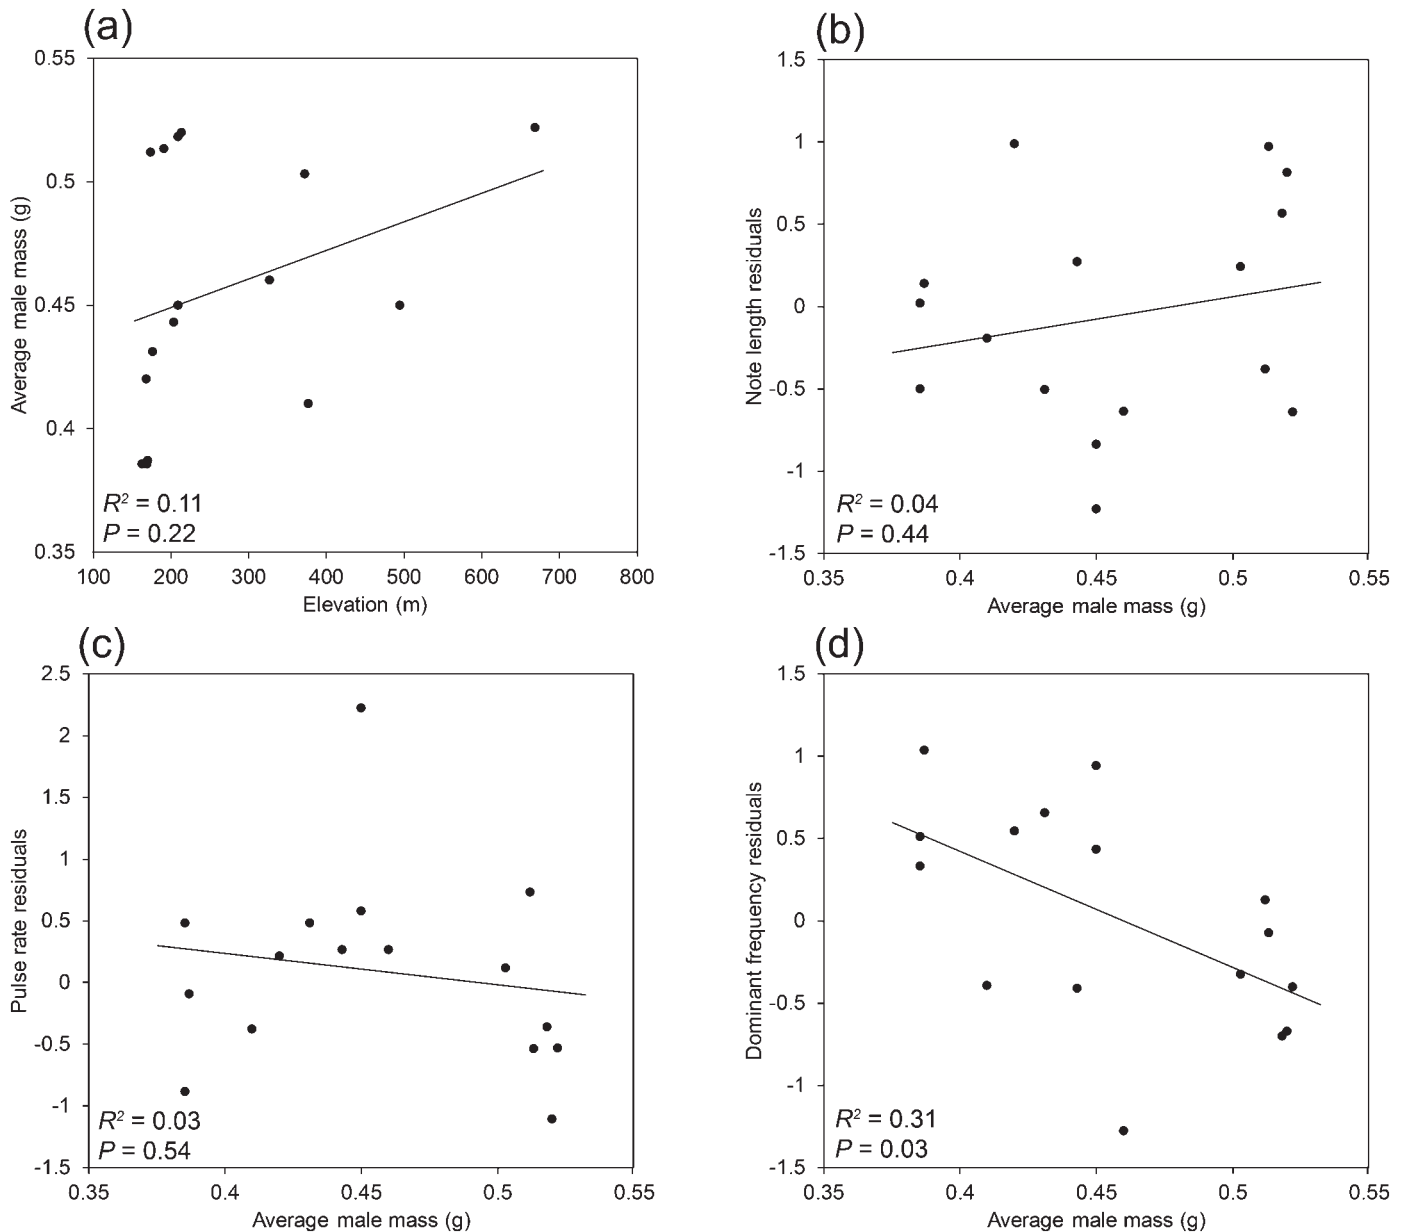 (a)
0.55
0.5
0.45
0.4
0.35
Average male mass (g)
R² = 0.11
P = 0.22
100 200 300 400 500 600 700 800
Elevation (m)
(b)
1.5
1
0.5
0
-0.5
-1
-1.5
Note length residuals
R² = 0.04
P = 0.44
0.35 0.4 0.45 0.5 0.55
Average male mass (g)
(c)
2.5
2
1.5
1
0.5
0
-0.5
-1
-1.5
Pulse rate residuals
R² = 0.03
P = 0.54
0.35 0.4 0.45 0.5 0.55
Average male mass (g)
(d)
1.5
1
0.5
0
-0.5
-1
-1.5
Dominant frequency residuals
R² = 0.31
P = 0.03
0.35 0.4 0.45 0.5 0.55
Average male mass (g)